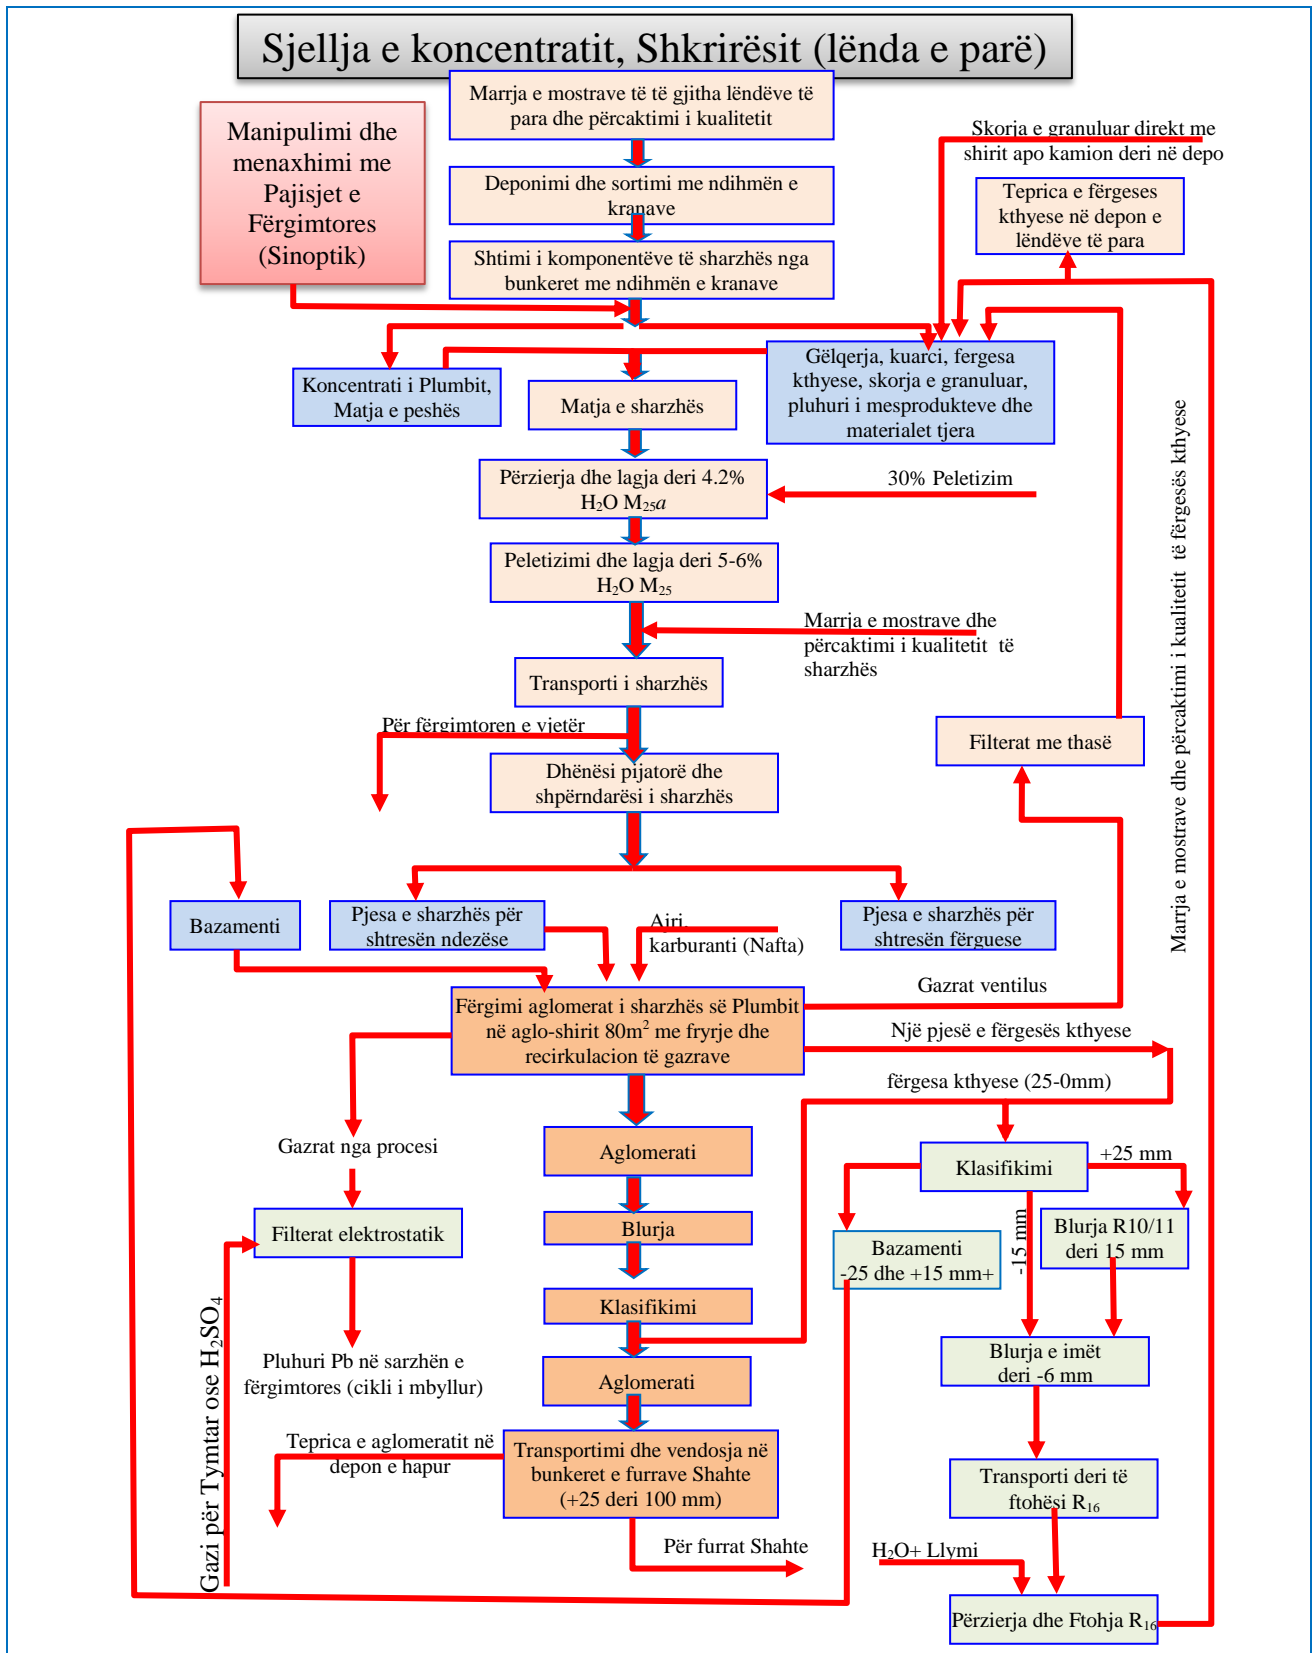 Sjellja e koncentratit, Shkrirësit (lënda e parë)
Marrja e mostrave të të gjitha lëndëve të
para dhe përcaktimi i kualitetit
Manipulimi dhe
menaxhimi me
Pajisjet e
Fërgimtores
(Sinoptik)
Skorja e granuluar direkt me
shirit apo kamion deri në depo
Deponimi dhe sortimi me ndihmën e
kranave
Teprica e fërgeses
kthyese në depon e
lëndëve të para
Shtimi i komponentëve të sharzhës nga
bunkeret me ndihmën e kranave
Koncentrati i Plumbit,
Matja e peshës
Matja e sharzhës
Gëlqerja, kuarci, fergesa
kthyese, skorja e granuluar,
pluhuri i mesprodukteve dhe
materialet tjera
Marrja e mostrave dhe përcaktimi i kualitetit të fërgesës kthyese
Përzierja dhe lagja deri 4.2%
H₂O M₂₅a
30% Peletizim
Peletizimi dhe lagja deri 5-6%
H₂O M₂₅
Marrja e mostrave dhe
përcaktimi i kualitetit të
sharzhës
Transporti i sharzhës
Për fërgimtoren e vjetër
Filterat me thasë
Dhënësi pijatorë dhe
shpërndarësi i sharzhës
Bazamenti
Pjesa e sharzhës për
shtresën ndezëse
Ajri,
karburanti (Nafta)
Pjesa e sharzhës për
shtresën fërguese
Fërgimi aglomerat i sharzhës së Plumbit
në aglo-shirit 80m² me fryrje dhe
recirkulacion të gazrave
Gazrat ventilus
Një pjesë e fërgesës kthyese
fërgesa kthyese (25-0mm)
Gazrat nga procesi
Aglomerati
Klasifikimi
+25 mm
-15 mm
Filterat elektrostatik
Blurja
Bazamenti
-25 dhe +15 mm+
Blurja R10/11
deri 15 mm
Klasifikimi
Gazi për Tymtar ose H₂SO₄
Pluhuri Pb në sarzhën e
fërgimtores (cikli i mbyllur)
Aglomerati
Blurja e imët
deri -6 mm
Teprica e aglomeratit në
depon e hapur
Transportimi dhe vendosja në
bunkeret e furrave Shahte
(+25 deri 100 mm)
Transporti deri të
ftohësi R₁₆
Për furrat Shahte
H₂O+ Llymi
Përzierja dhe Ftohja R₁₆